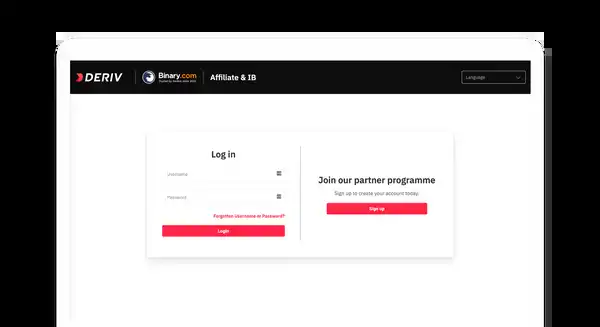 DERIV
Binary.com
Affiliate & IB
Language
Log in
Username
Password
Forgotten Username or Password?
Login
Join our partner programme
Sign up to create your account today.
Sign up